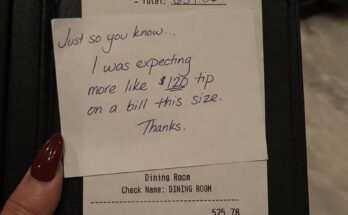 - Total:
Just so you know...
I was expecting
more like $120 tip
on a bill this size.
Thanks.
Dining Room
Check Name: DINING ROOM
525.78